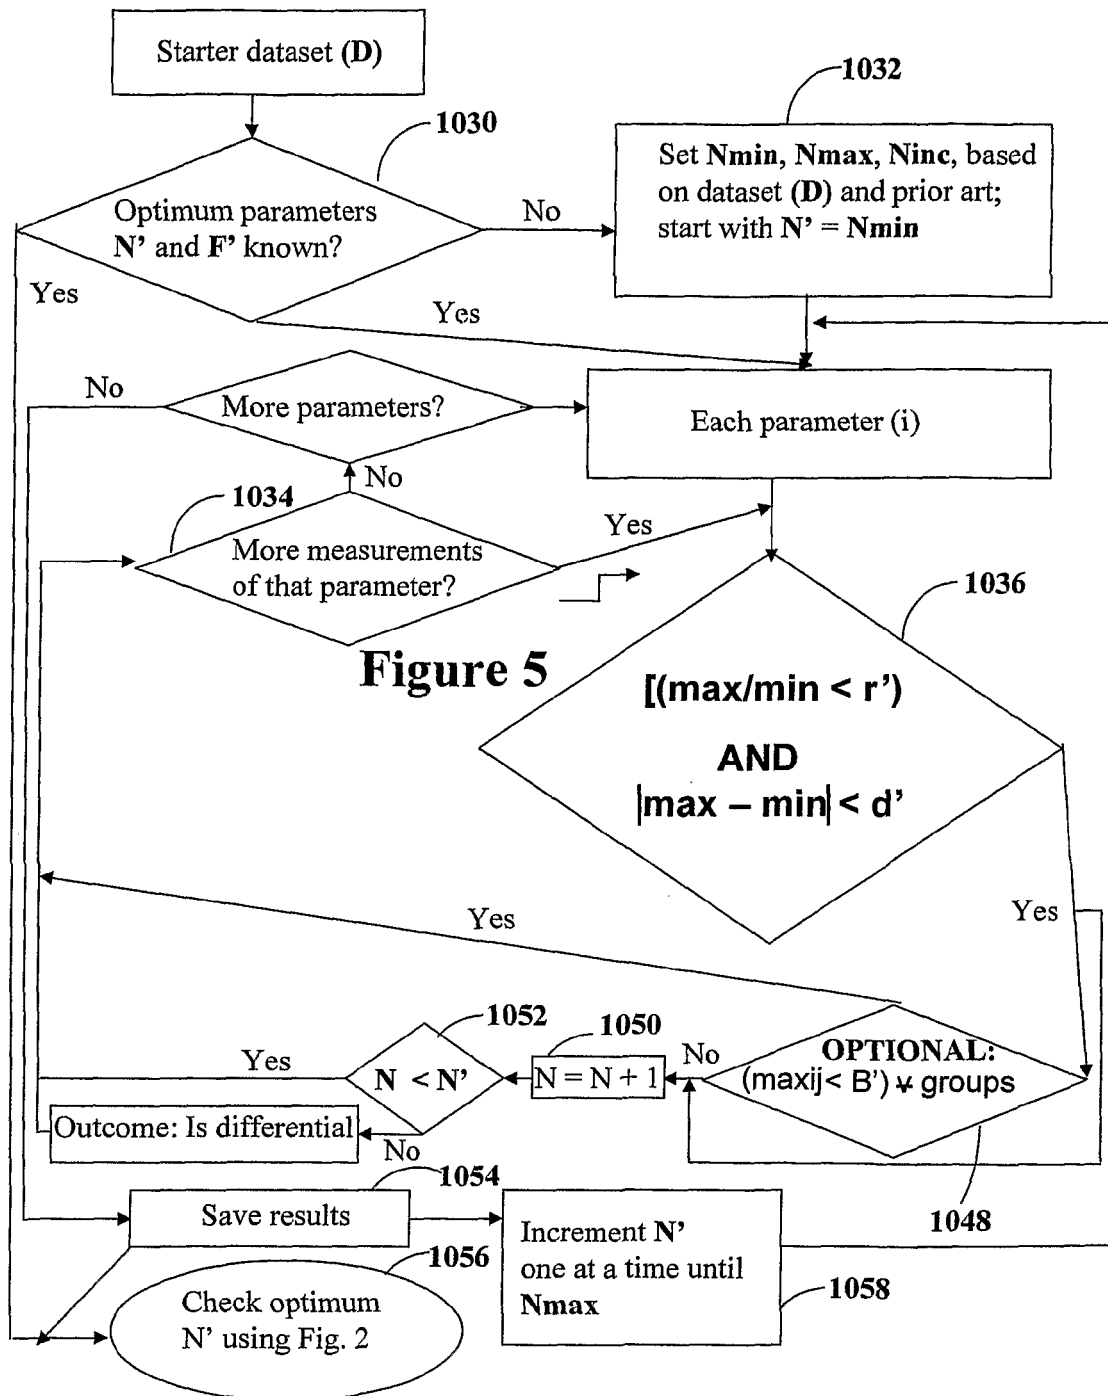 Starter dataset (D)
1032
1030
Set Nmin, Nmax, Ninc, based
on dataset (D) and prior art;
start with N' = Nmin
Optimum parameters
N' and F' known?
No
Yes
Yes
No
More parameters?
Each parameter (i)
No
1034
Yes
More measurements
of that parameter?
1036
Figure 5
[(max/min < r')
AND
|max – min| < d'
Yes
Yes
1052
1050
No
OPTIONAL:
(maxij< B') ∀ groups
Yes
N < N'
N = N + 1
Outcome: Is differential
No
1054
Save results
1048
Increment N'
one at a time until
Nmax
1056
1058
Check optimum
N' using Fig. 2